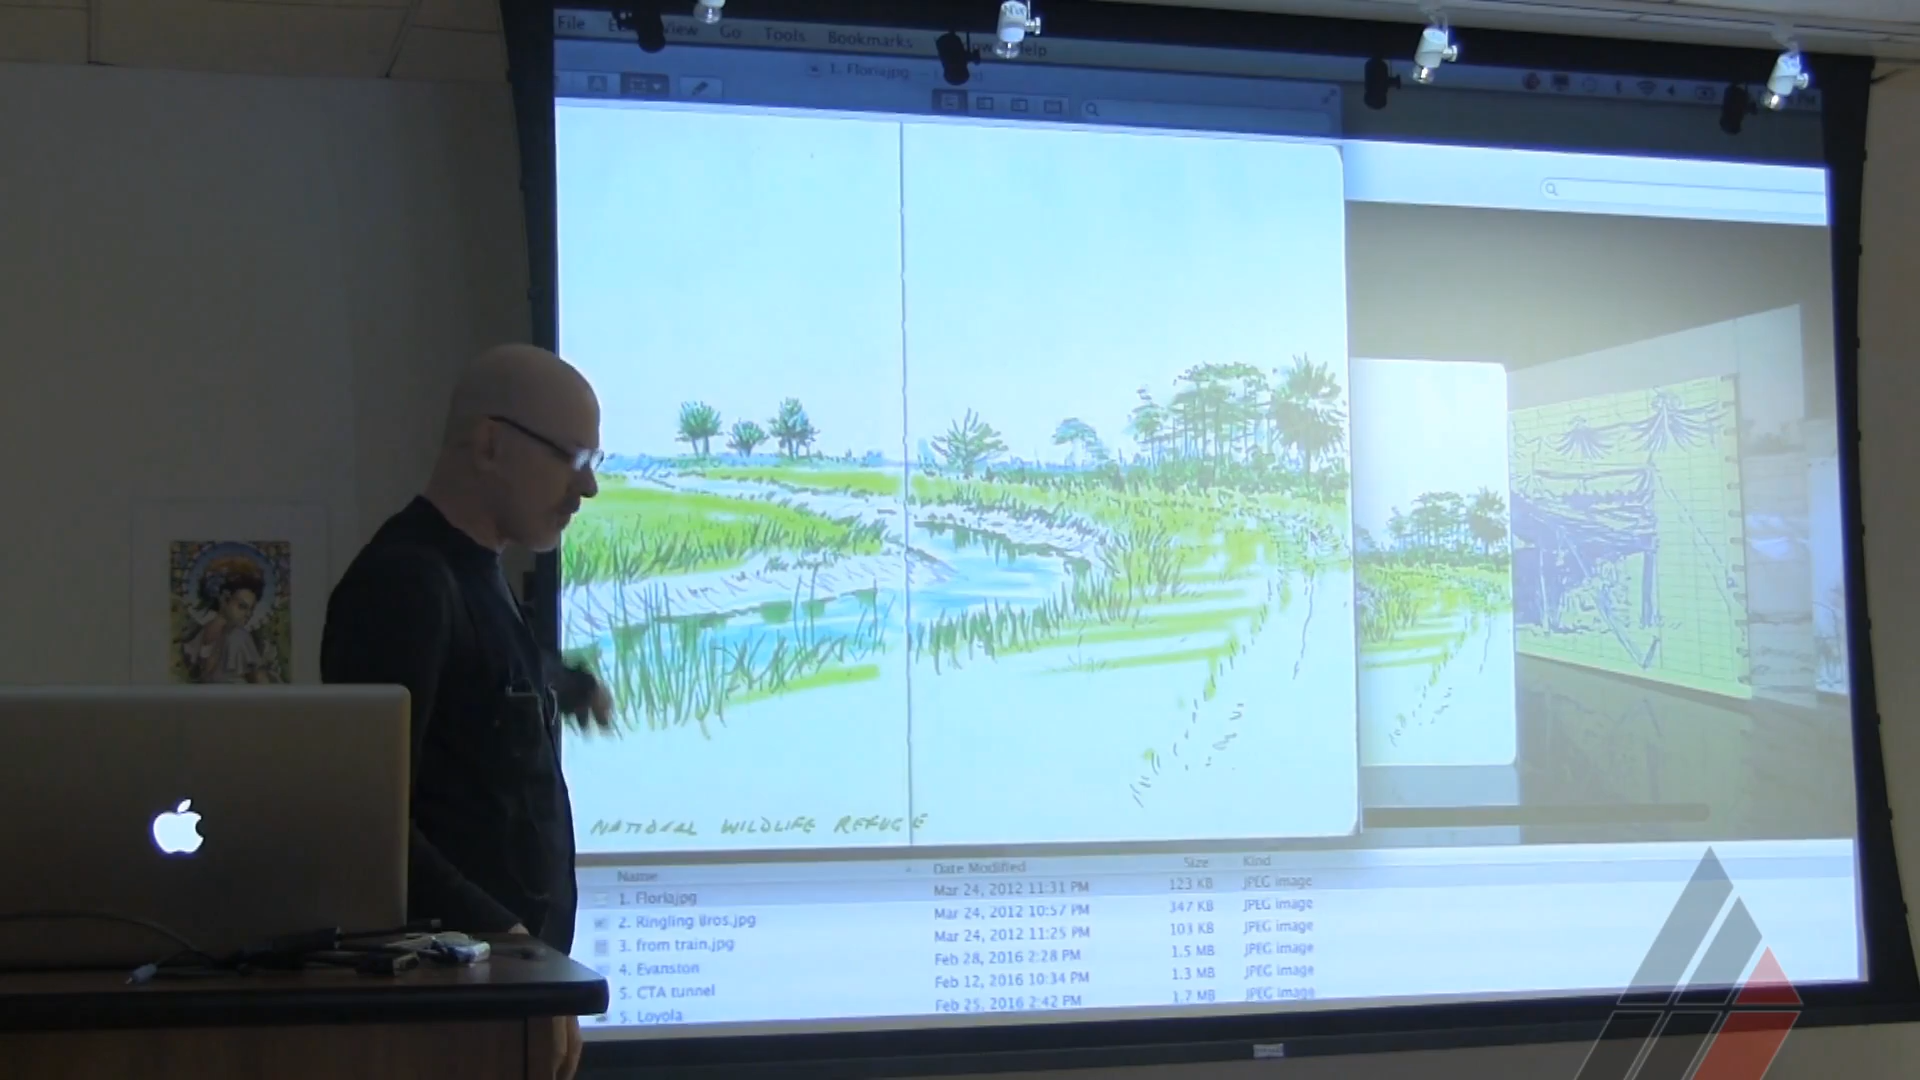 File View Go Tools Bookmarks Help
1. Floria.jpg
NATIONAL WILDLIFE REFUGE
Name Date Modified Size Kind
1. Floria.jpg Mar 24, 2012 11:31 PM 123 KB JPEG image
2. Ringling Bros.jpg Mar 24, 2012 10:57 PM 347 KB JPEG image
3. from train.jpg Mar 24, 2012 11:25 PM 103 KB JPEG image
4. Evanston Feb 28, 2016 2:28 PM 1.5 MB JPEG image
5. CTA tunnel Feb 12, 2016 10:34 PM 1.3 MB JPEG image
5. Loyola Feb 25, 2016 2:42 PM 1.7 MB JPEG image